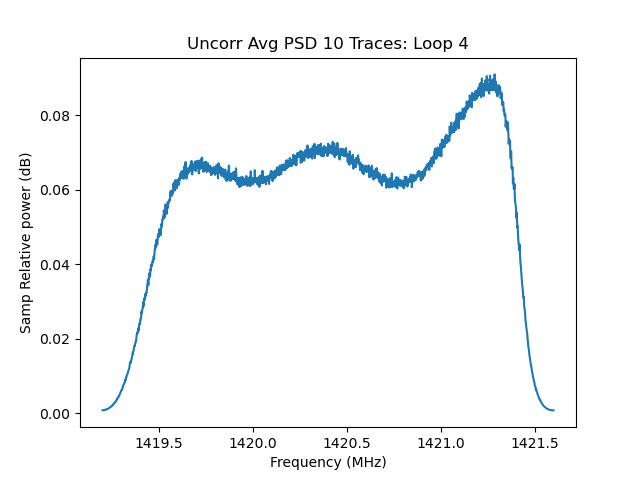 Uncorr Avg PSD 10 Traces: Loop 4
Samp Relative power (dB)
0.08
0.06
0.04
0.02
0.00
1419.5 1420.0 1420.5 1421.0 1421.5
Frequency (MHz)